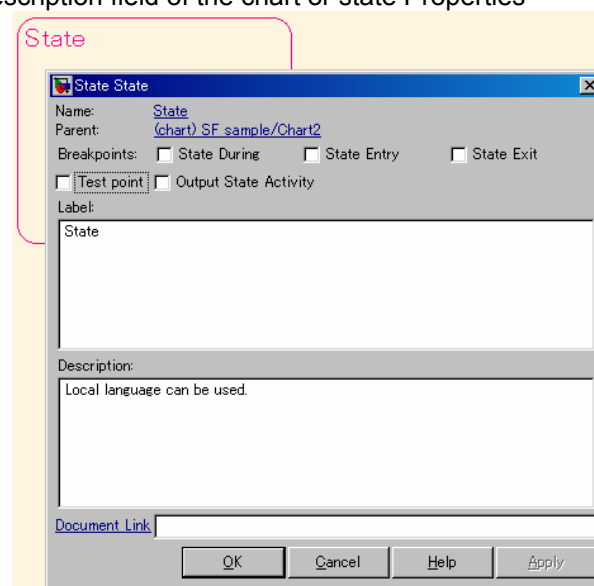 escription field of the chart or state Properties
State
State State
Name: State
Parent: (chart) SF sample/Chart2
Breakpoints: State During State Entry State Exit
Test point Output State Activity
Label:
State
Description:
Local language can be used.
Document Link
OK Cancel Help Apply